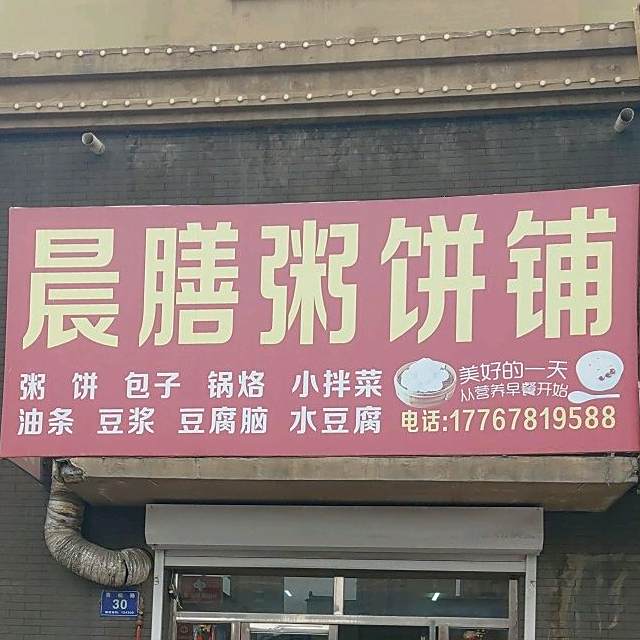 晨膳粥饼铺
粥 饼 包子 锅烙 小拌菜
油条 豆浆 豆腐脑 水豆腐
美好的一天
从营养早餐开始
电话:17767819588
30